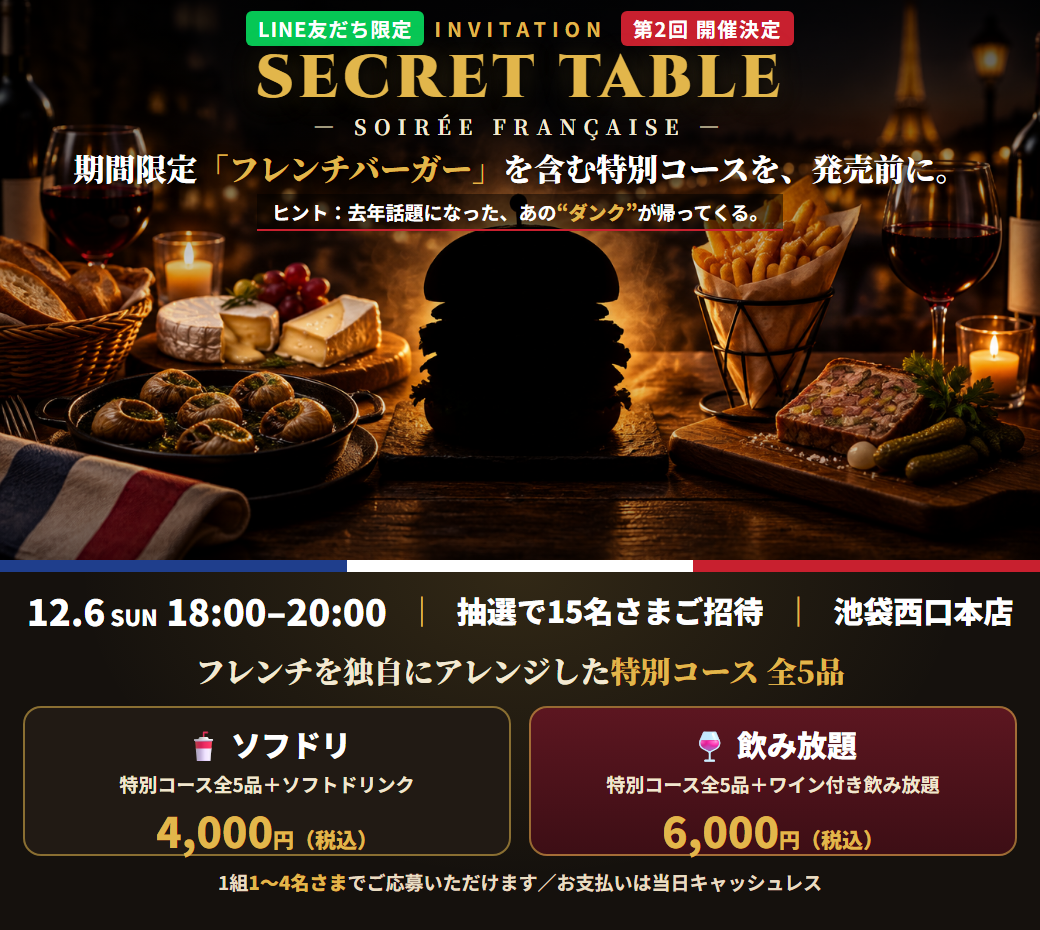 LINE友だち限定 INVITATION 第2回 開催決定
SECRET TABLE
— SOIRÉE FRANÇAISE —
期間限定「フレンチバーガー」を含む特別コースを、発売前に。
ヒント：去年話題になった、あの“ダンク”が帰ってくる。
12.6 SUN 18:00–20:00 ｜ 抽選で15名さまご招待 ｜ 池袋西口本店
フレンチを独自にアレンジした特別コース 全5品
ソフドリ
特別コース全5品＋ソフトドリンク
4,000円（税込）
飲み放題
特別コース全5品＋ワイン付き飲み放題
6,000円（税込）
1組1〜4名さまでご応募いただけます／お支払いは当日キャッシュレス